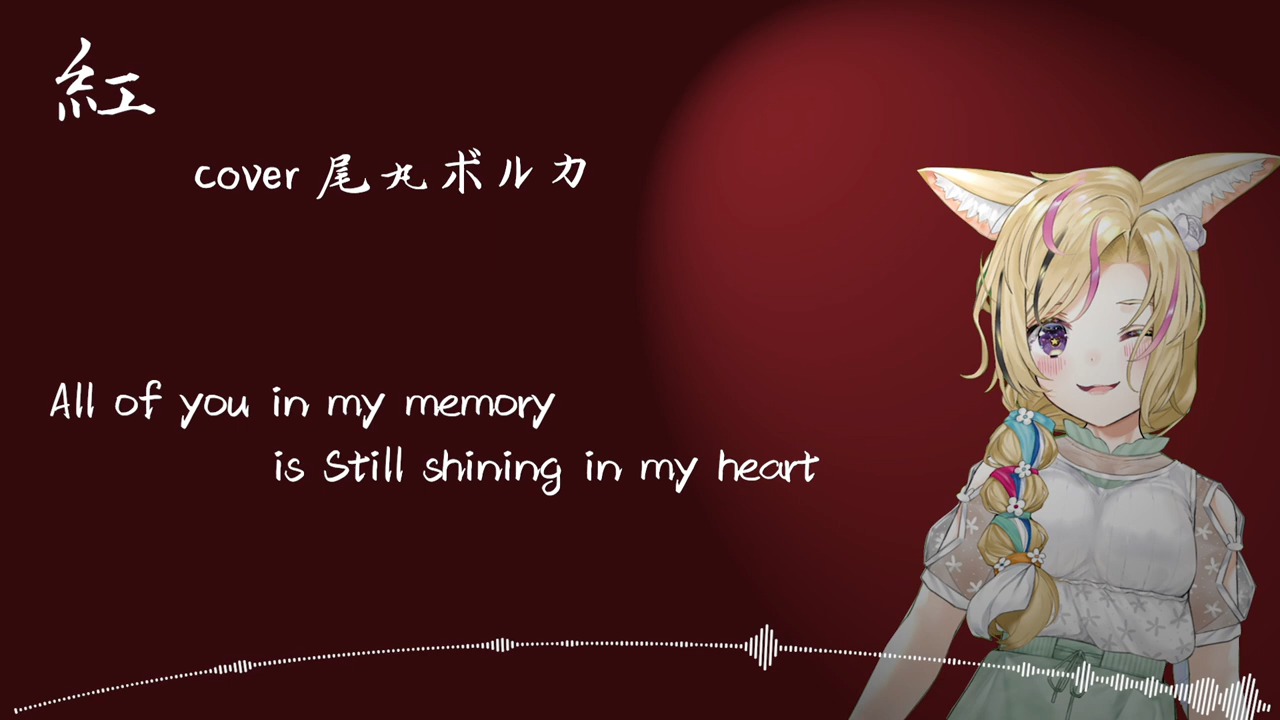 紅
cover 尾丸ポルカ
All of you in my memory
is Still shining in my heart